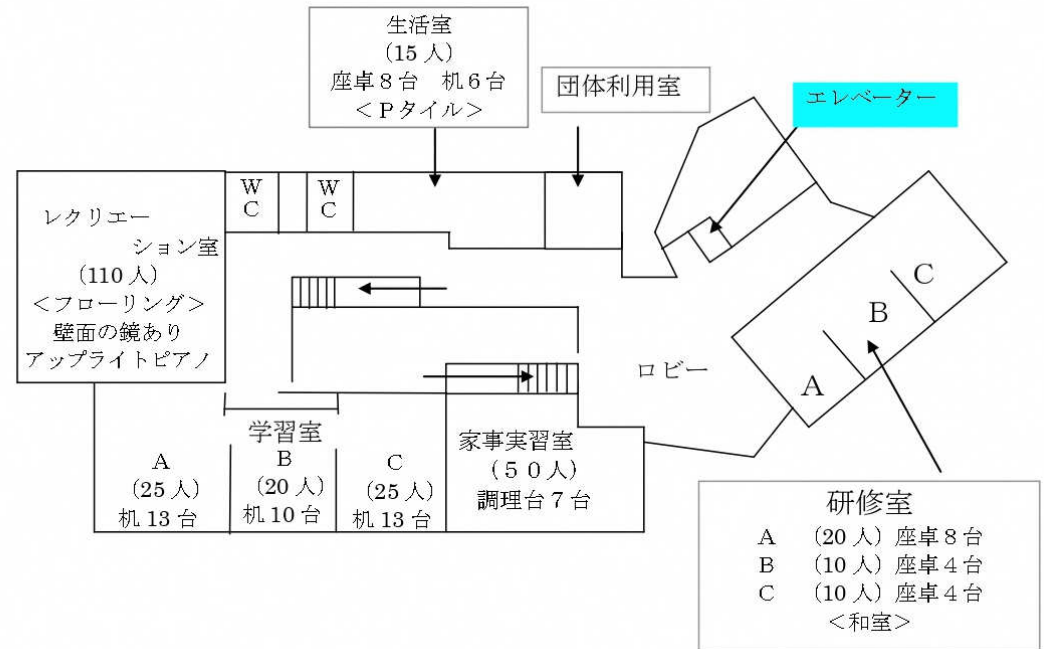 生活室
(15人)
座卓8台 机6台
<Pタイル>
団体利用室
エレベーター
WC
WC
レクリエー
ション室
(110人)
<フローリング>
壁面の鏡あり
アップライトピアノ
C
B
A
ロビー
学習室
A
(25人)
机13台
B
(20人)
机10台
C
(25人)
机13台
家事実習室
(50人)
調理台7台
研修室
A (20人)座卓8台
B (10人)座卓4台
C (10人)座卓4台
<和室>